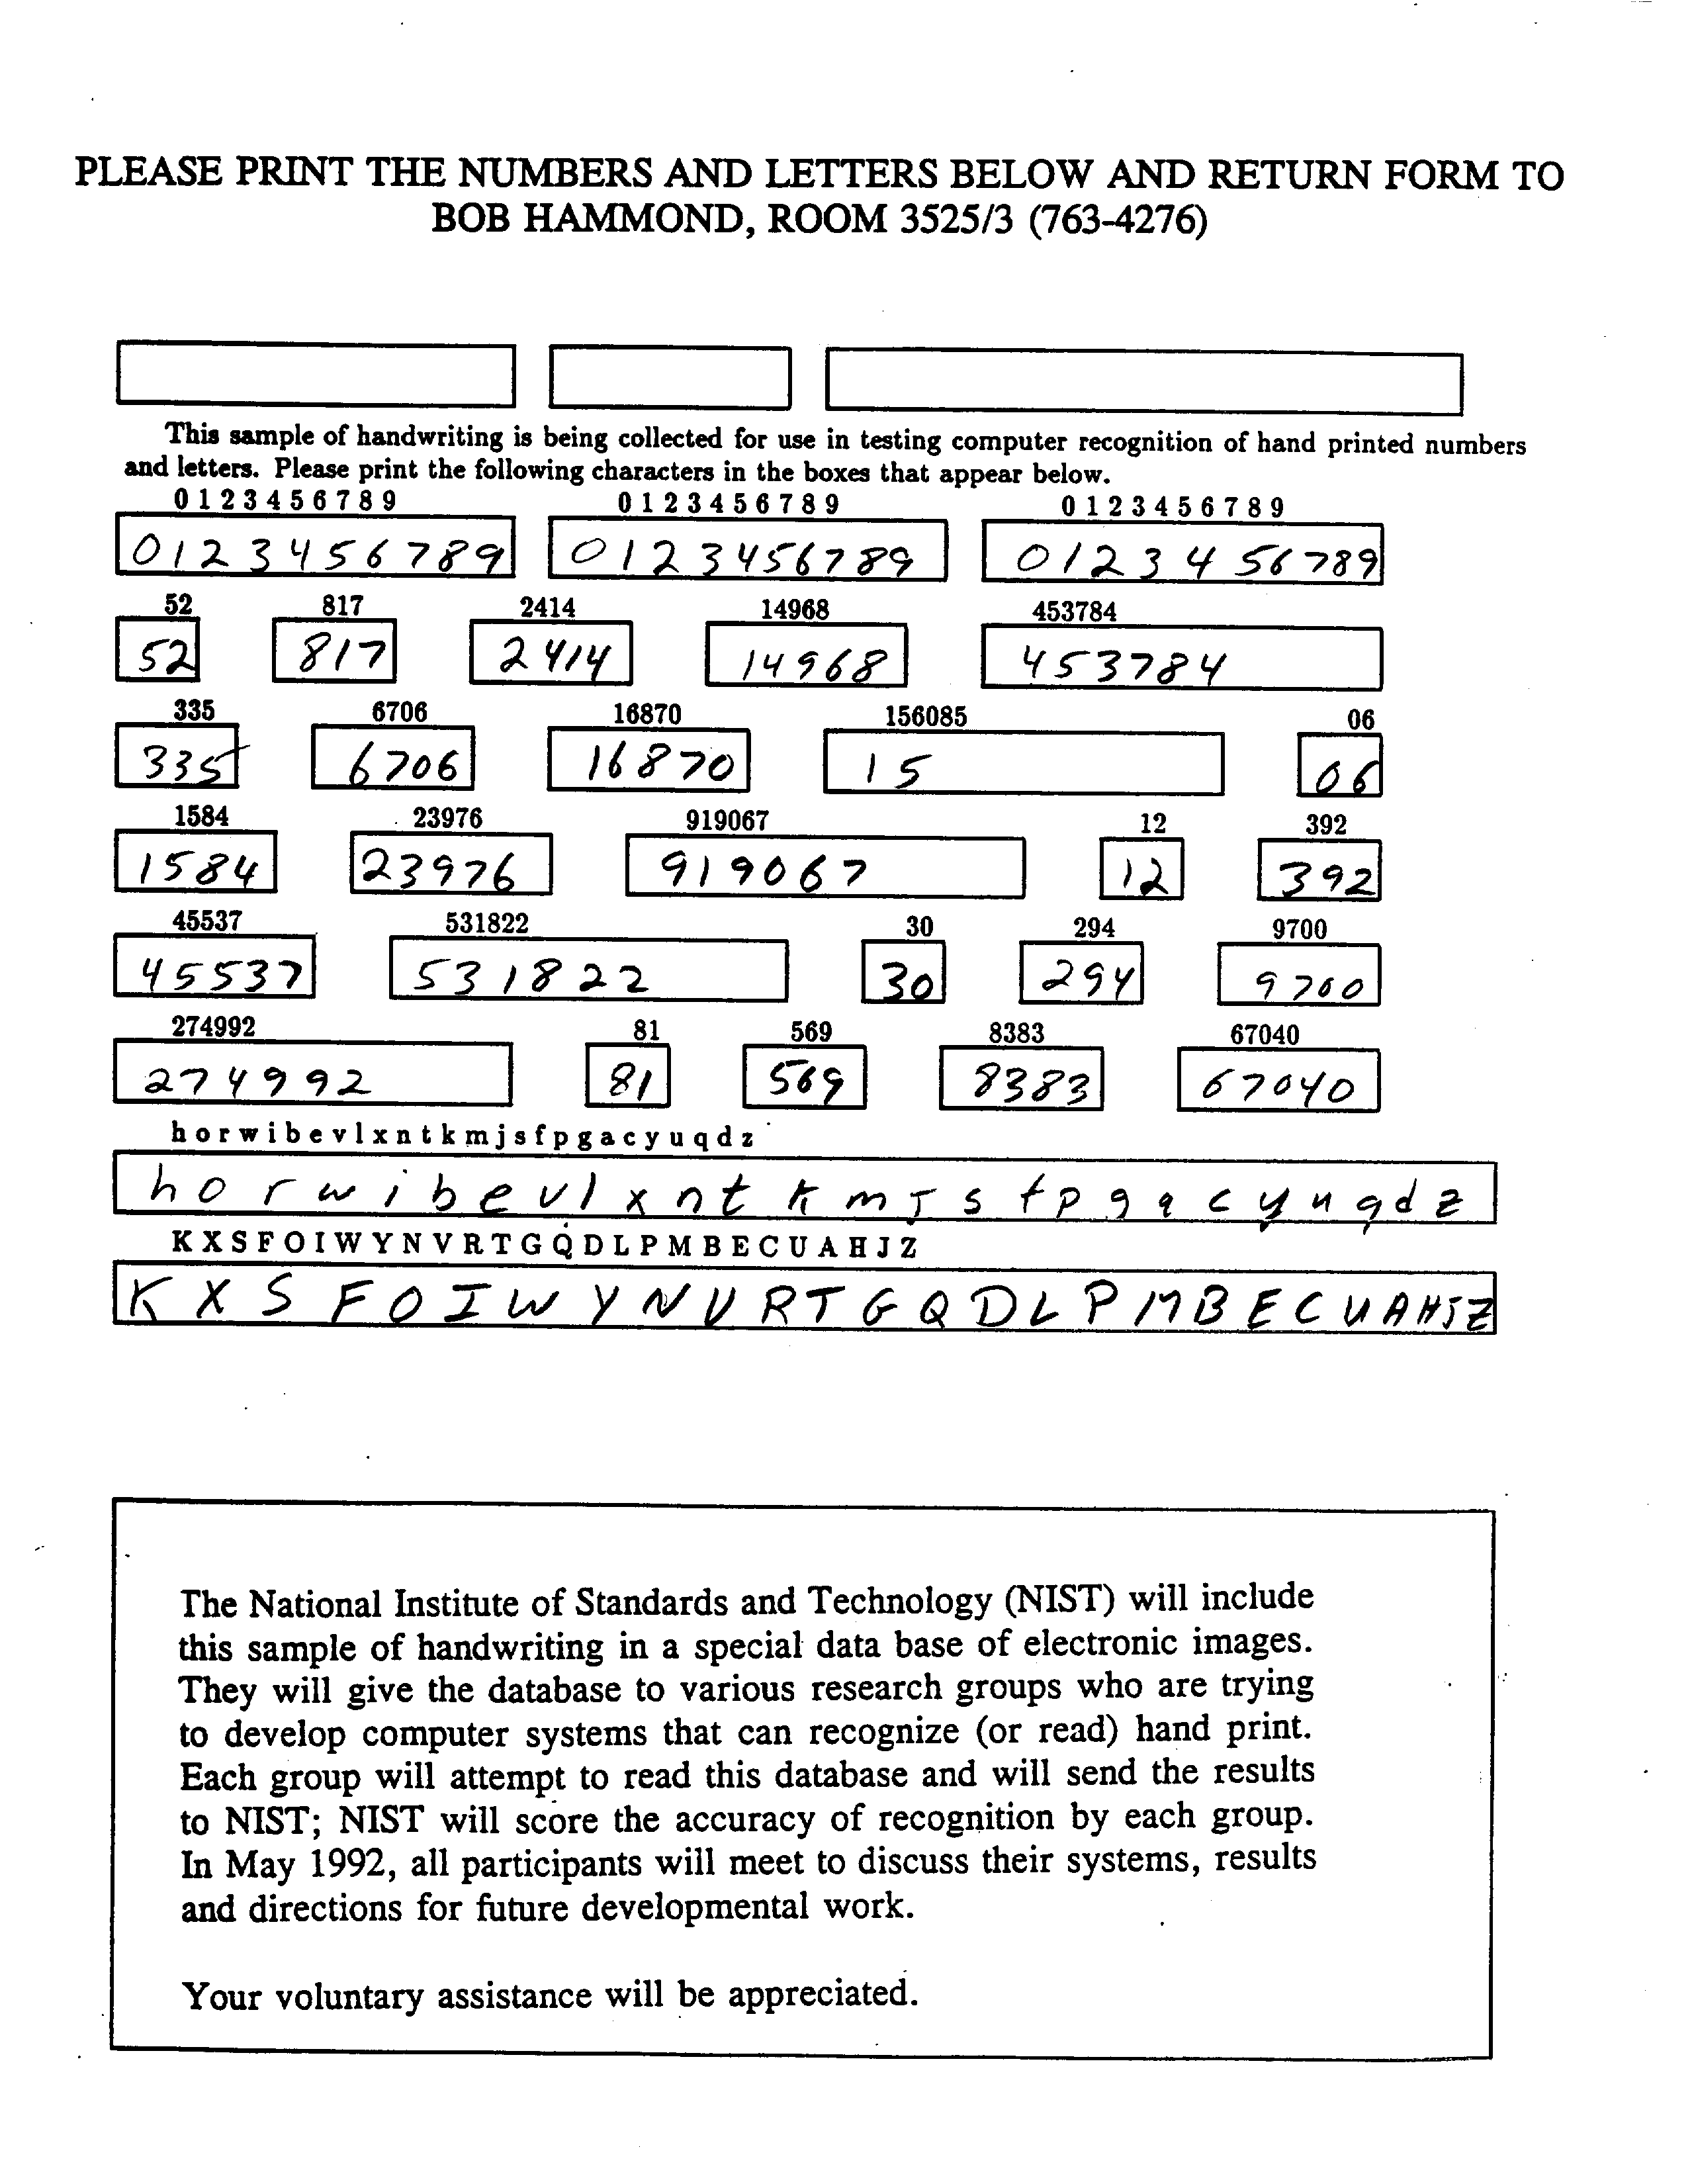 PLEASE PRINT THE NUMBERS AND LETTERS BELOW AND RETURN FORM TO
BOB HAMMOND, ROOM 3525/3 (763-4276)
This sample of handwriting is being collected for use in testing computer recognition of hand printed numbers
and letters. Please print the following characters in the boxes that appear below.
0 1 2 3 4 5 6 7 8 9 0 1 2 3 4 5 6 7 8 9 0 1 2 3 4 5 6 7 8 9
0123456789 0123456789 0123456789
52 817 2414 14968 453784
52 817 2414 14968 453784
335 6706 16870 156085 06
335 6706 16870 15 06
1584 23976 919067 12 392
1584 23976 919067 12 392
45537 531822 30 294 9700
45537 531822 30 294 9700
274992 81 569 8383 67040
274992 81 569 8383 67040
h o r w i b e v l x n t k m j s f p g a c y u q d z
h o r w i b e v l x n t k m J s f p g a c y u q d z
K X S F O I W Y N V R T G Q D L P M B E C U A H J Z
K X S F O I W Y N V R T G Q D L P M B E C U A H J Z
The National Institute of Standards and Technology (NIST) will include
this sample of handwriting in a special data base of electronic images.
They will give the database to various research groups who are trying
to develop computer systems that can recognize (or read) hand print.
Each group will attempt to read this database and will send the results
to NIST; NIST will score the accuracy of recognition by each group.
In May 1992, all participants will meet to discuss their systems, results
and directions for future developmental work.
Your voluntary assistance will be appreciated.